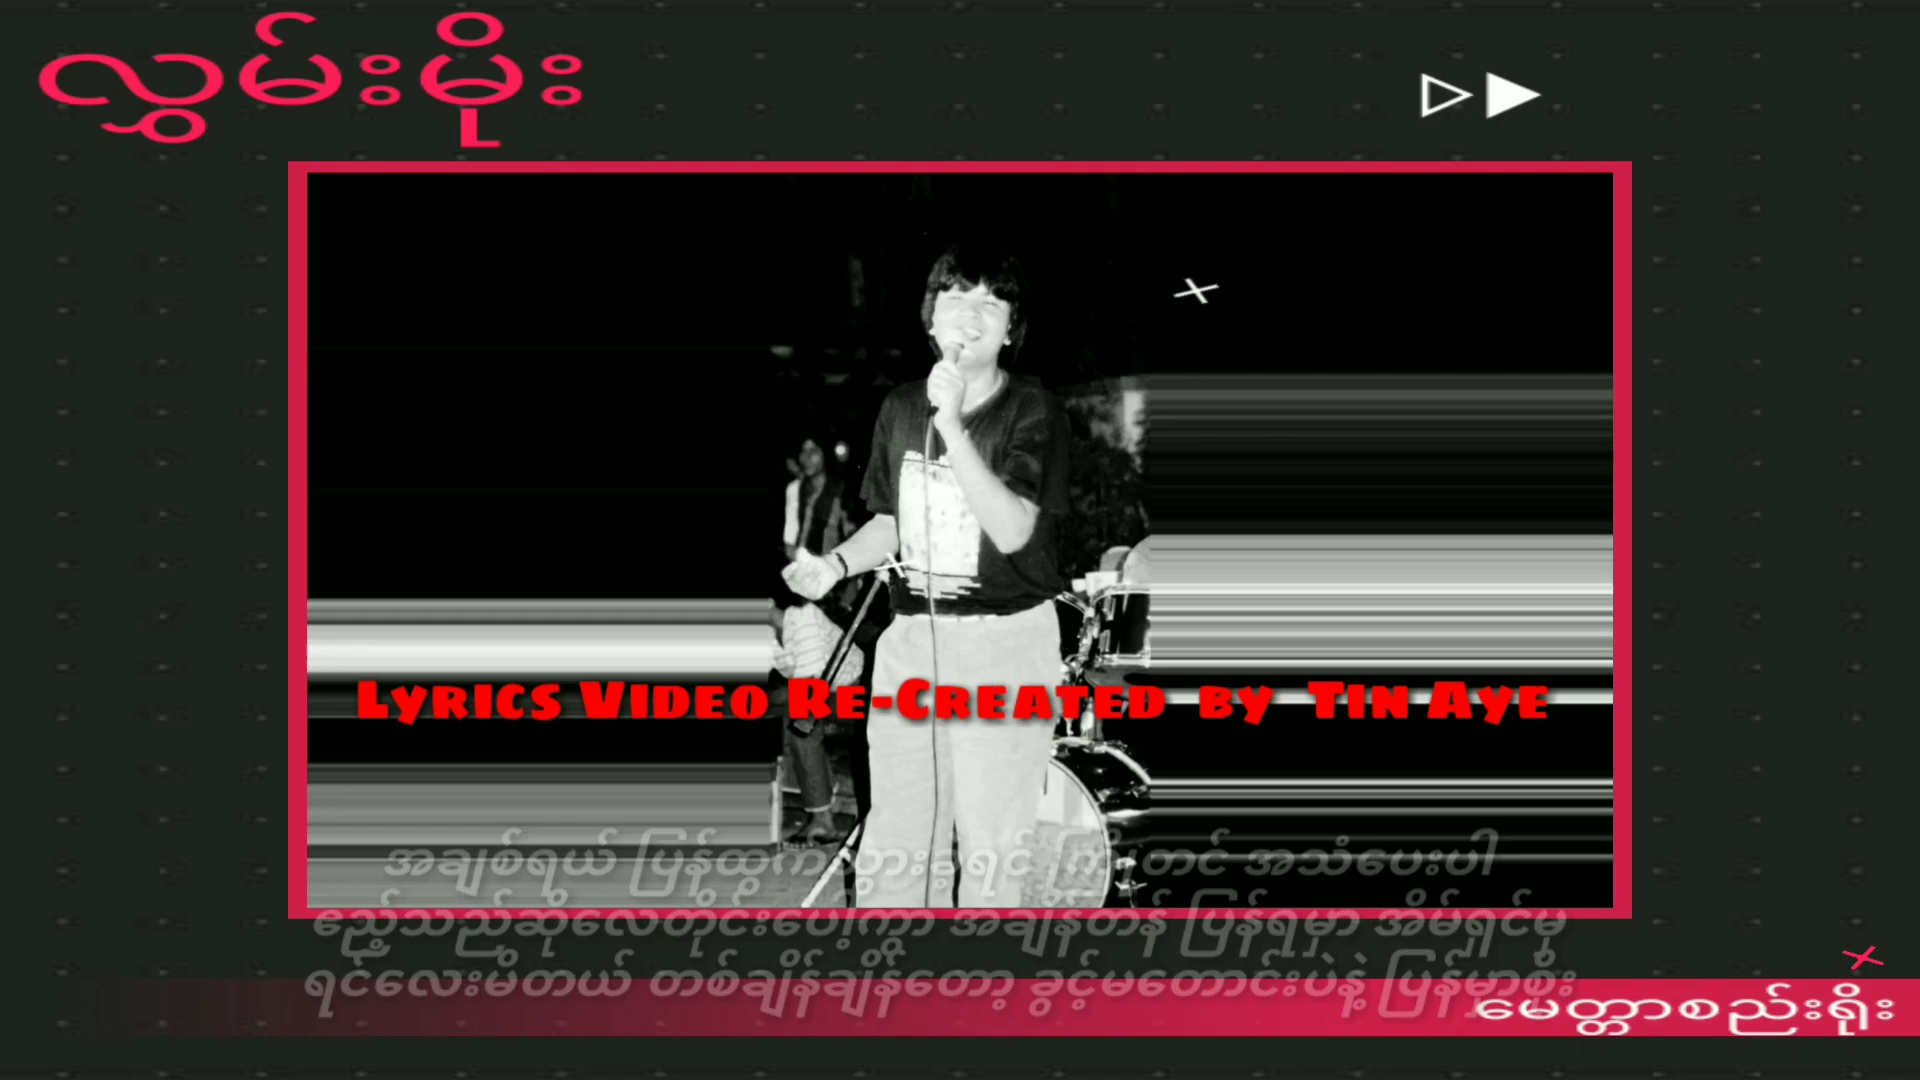 လွှမ်းမိုး
Lyrics Video Re-Created by Tin Aye
အချစ်ရယ် ပြန်ထွက်သွားခဲ့ရင် ကြိုတင် အသံပေးပါ
ဧည့်သည်ဆိုလေတိုင်းပေါ့ကွာ အချိန်တန် ပြန်ရမှာ အိမ်ရှင်မှ
ရင်လေးမိတယ် တစ်ချိန်ချိန်တော့ ခွင့်မတောင်းပဲနဲ့ ပြန်မှာစိုး
မေတ္တာစည်းရိုး